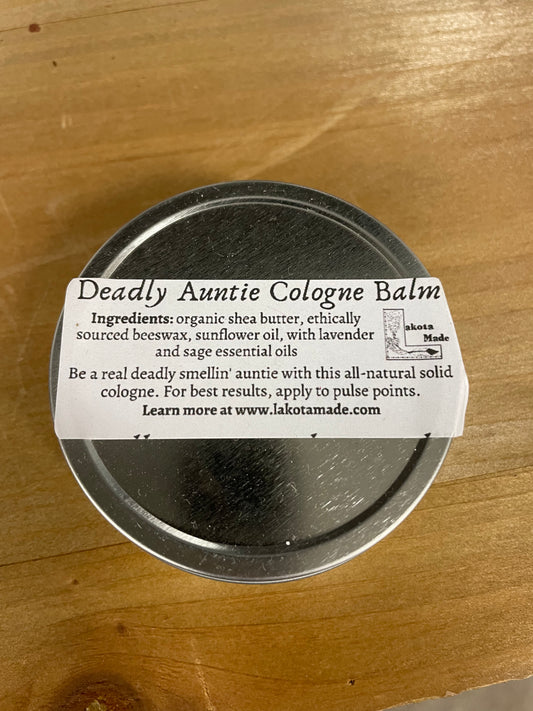 Deadly Auntie Cologne Balm
Ingredients: organic shea butter, ethically
sourced beeswax, sunflower oil, with lavender
and sage essential oils
Lakota
Made
Be a real deadly smellin' auntie with this all-natural solid
cologne. For best results, apply to pulse points.
Learn more at www.lakotamade.com